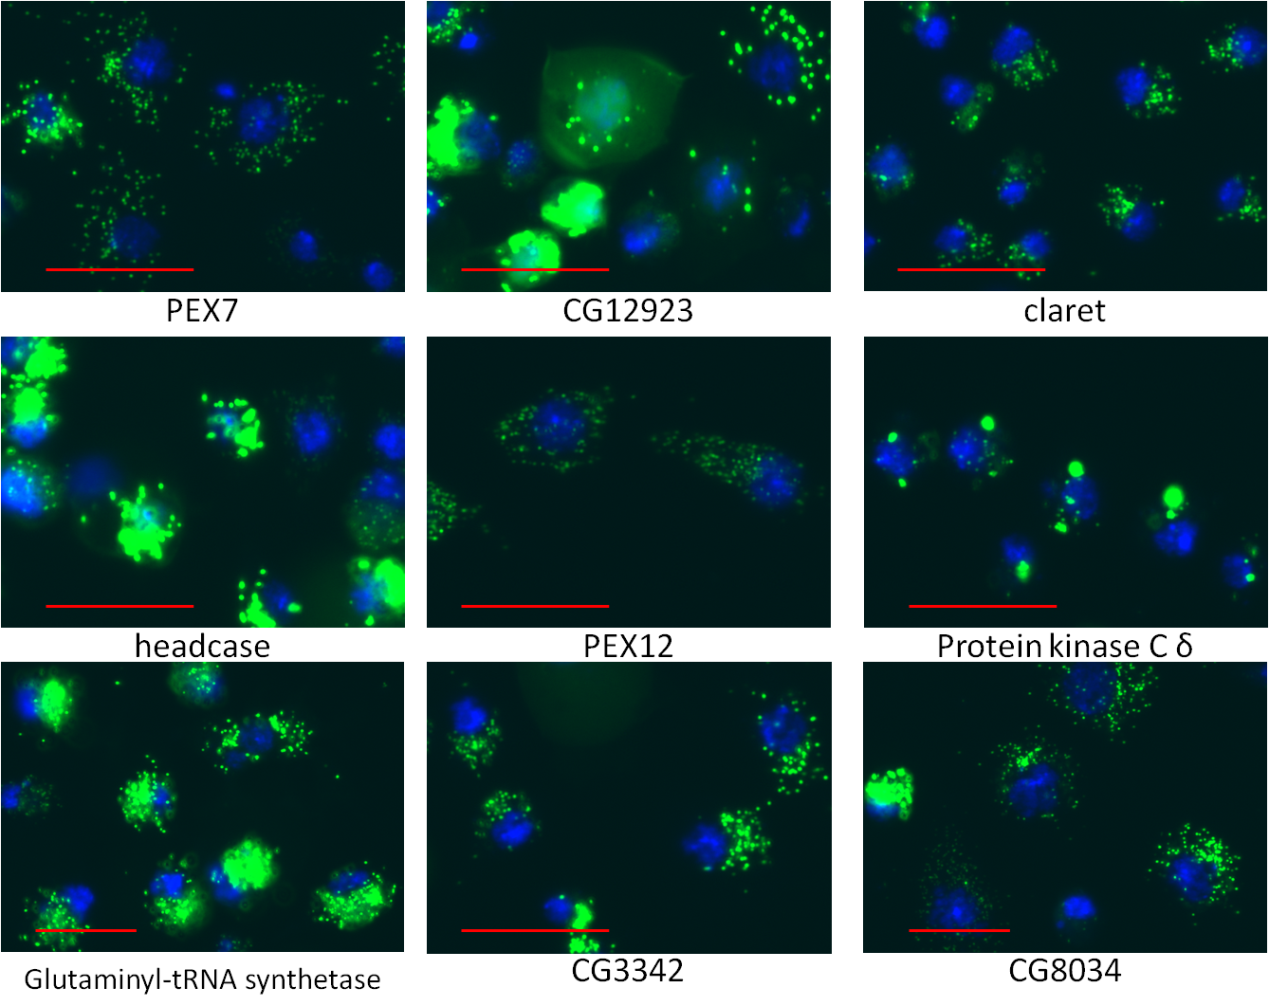 PEX7
CG12923
claret
headcase
PEX12
Protein kinase C δ
Glutaminyl-tRNA synthetase
CG3342
CG8034